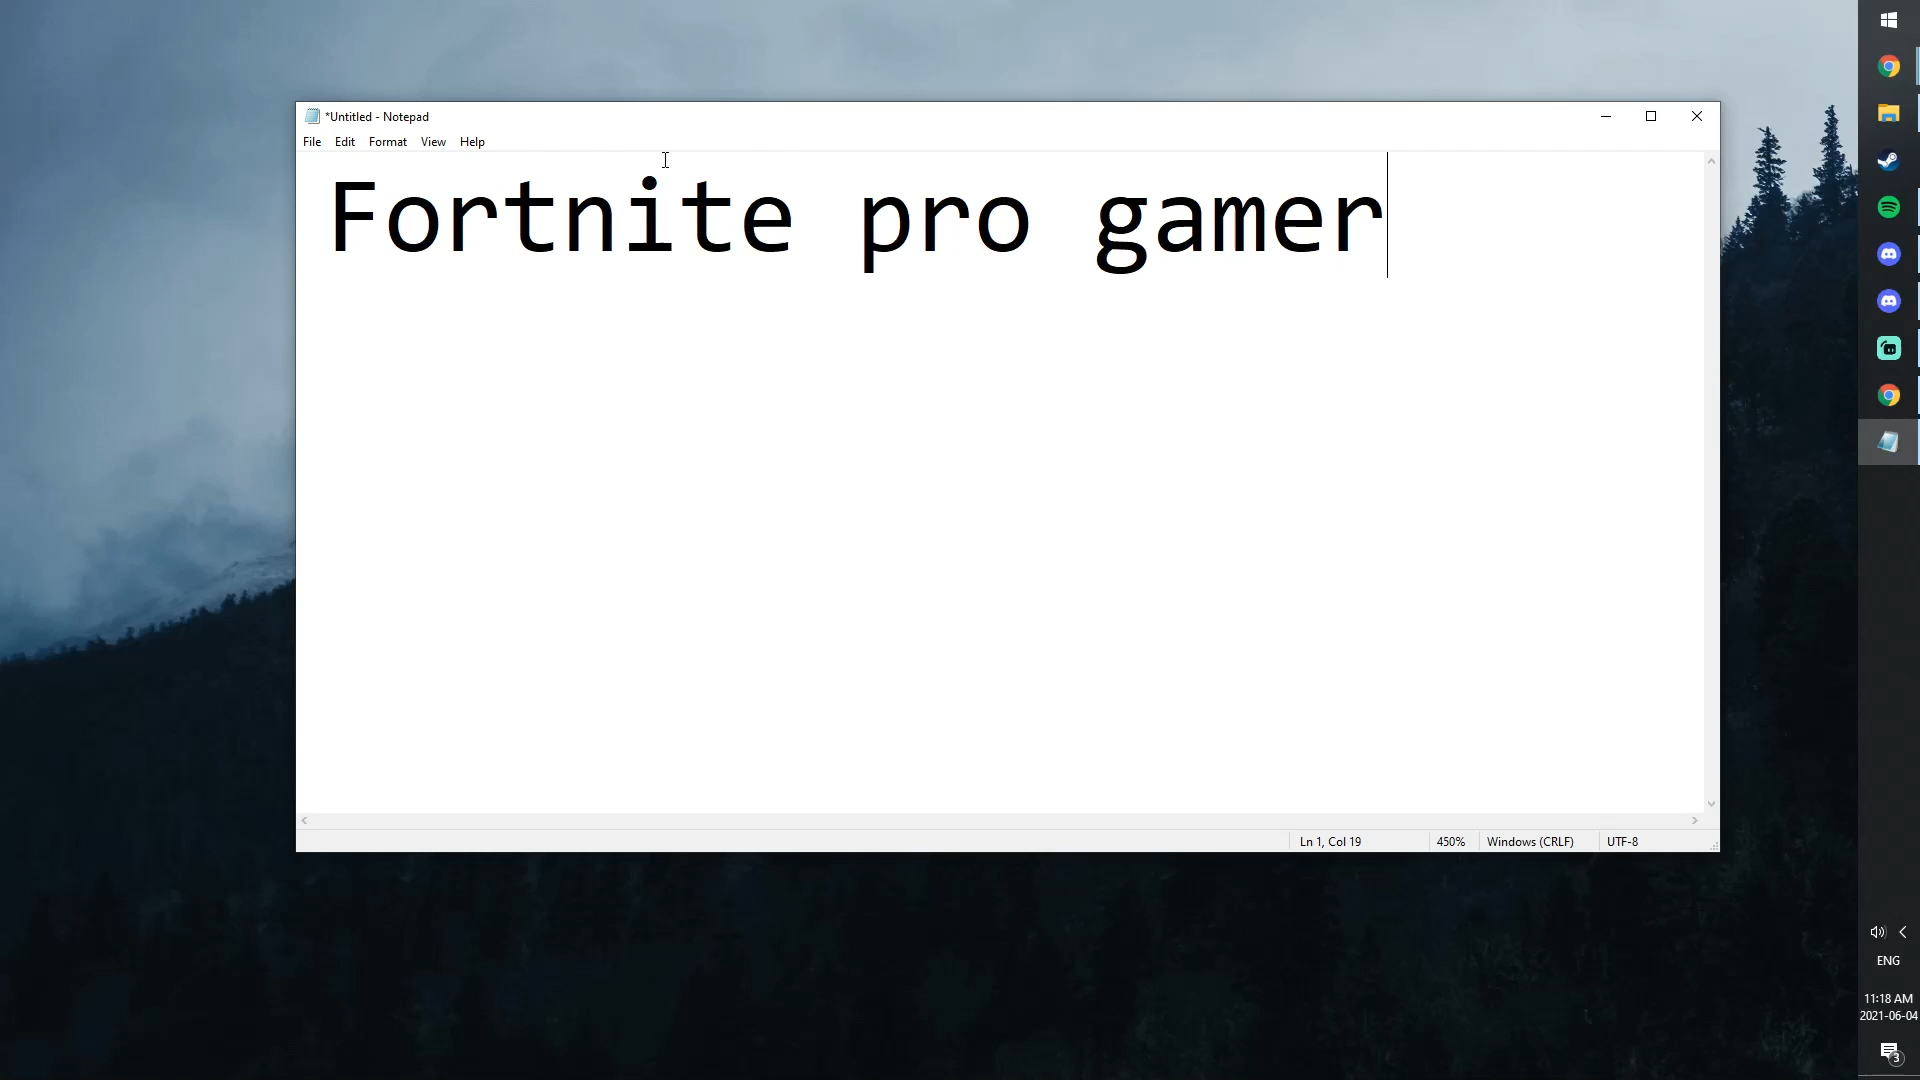 *Untitled - Notepad
File Edit Format View Help
Fortnite pro gamer
Ln 1, Col 19 450% Windows (CRLF) UTF-8
ENG
11:18 AM
2021-06-04
3